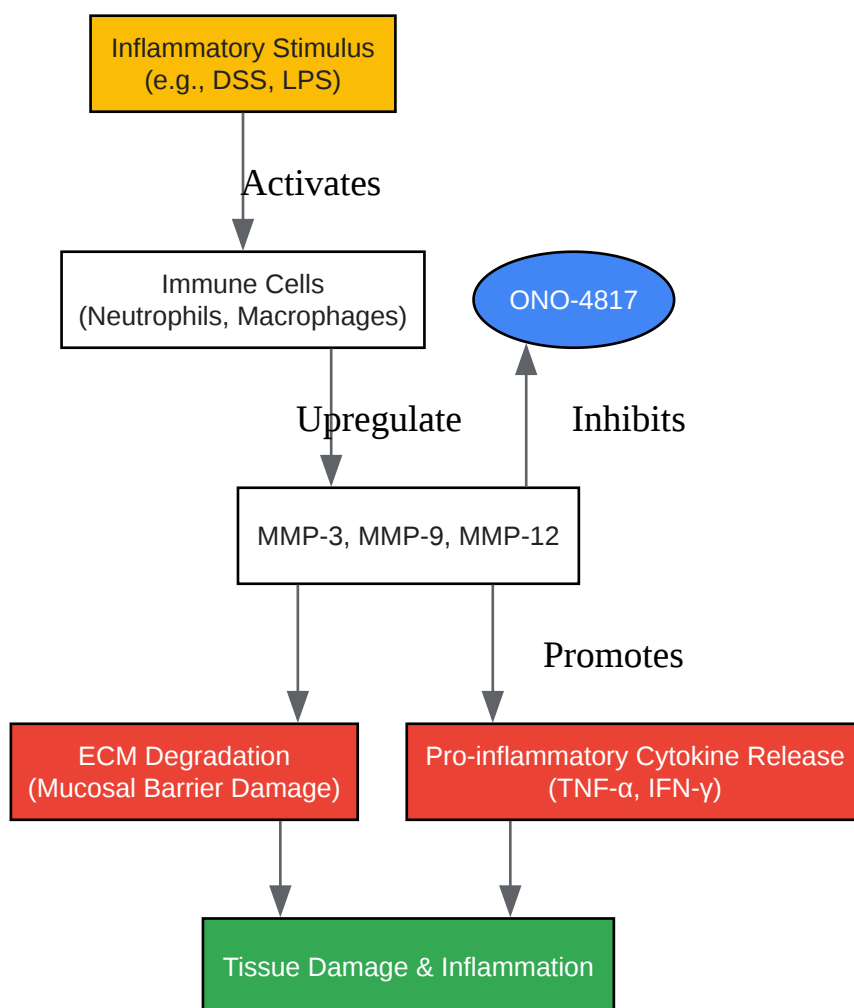 Inflammatory Stimulus
(e.g., DSS, LPS)
Activates
Immune Cells
(Neutrophils, Macrophages)
ONO-4817
Upregulate
Inhibits
MMP-3, MMP-9, MMP-12
Promotes
ECM Degradation
(Mucosal Barrier Damage)
Pro-inflammatory Cytokine Release
(TNF-α, IFN-γ)
Tissue Damage & Inflammation